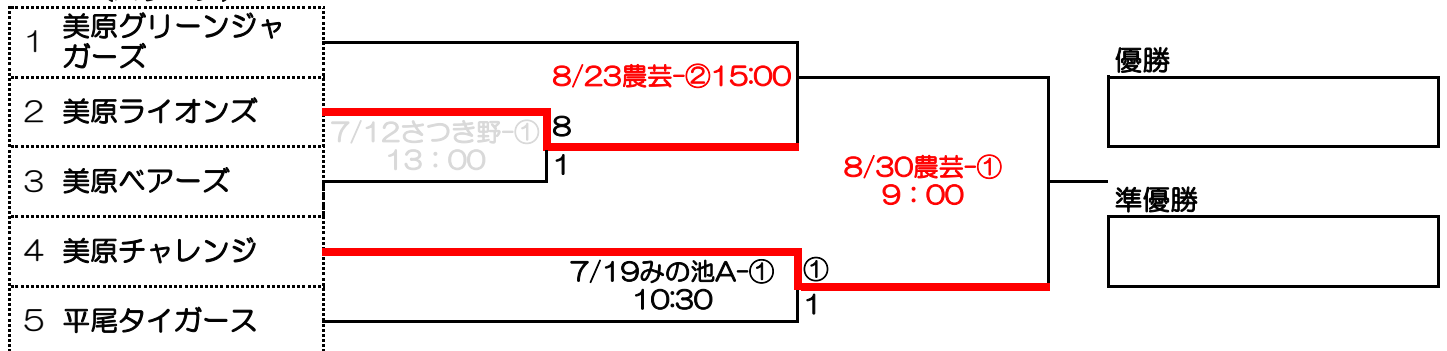 1 美原グリーンジャ
ガーズ
2 美原ライオンズ
3 美原ベアーズ
4 美原チャレンジ
5 平尾タイガース
8/23農芸-②15:00
7/12さつき野-①
13：00
8
1
7/19みの池A-①
10:30
①
1
8/30農芸-①
9：00
優勝
準優勝